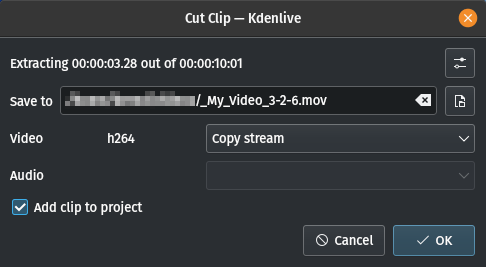 Cut Clip — Kdenlive
Extracting 00:00:03.28 out of 00:00:10:01
Save to /_My_Video_3-2-6.mov
Video h264 Copy stream
Audio
Add clip to project
Cancel OK